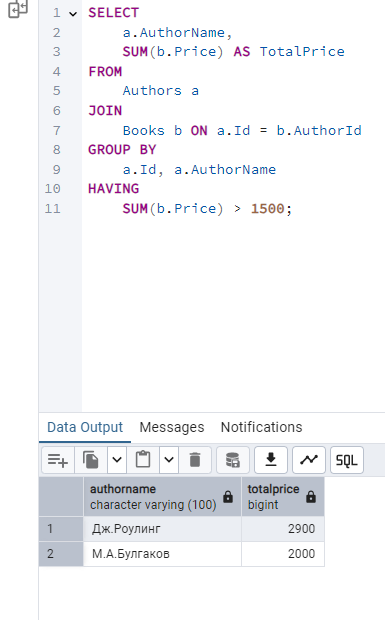 1 SELECT
2 a.AuthorName,
3 SUM(b.Price) AS TotalPrice
4 FROM
5 Authors a
6 JOIN
7 Books b ON a.Id = b.AuthorId
8 GROUP BY
9 a.Id, a.AuthorName
10 HAVING
11 SUM(b.Price) > 1500;
Data Output Messages Notifications
SQL
authorname totalprice
character varying (100) bigint
1 Дж.Роулинг 2900
2 М.А.Булгаков 2000